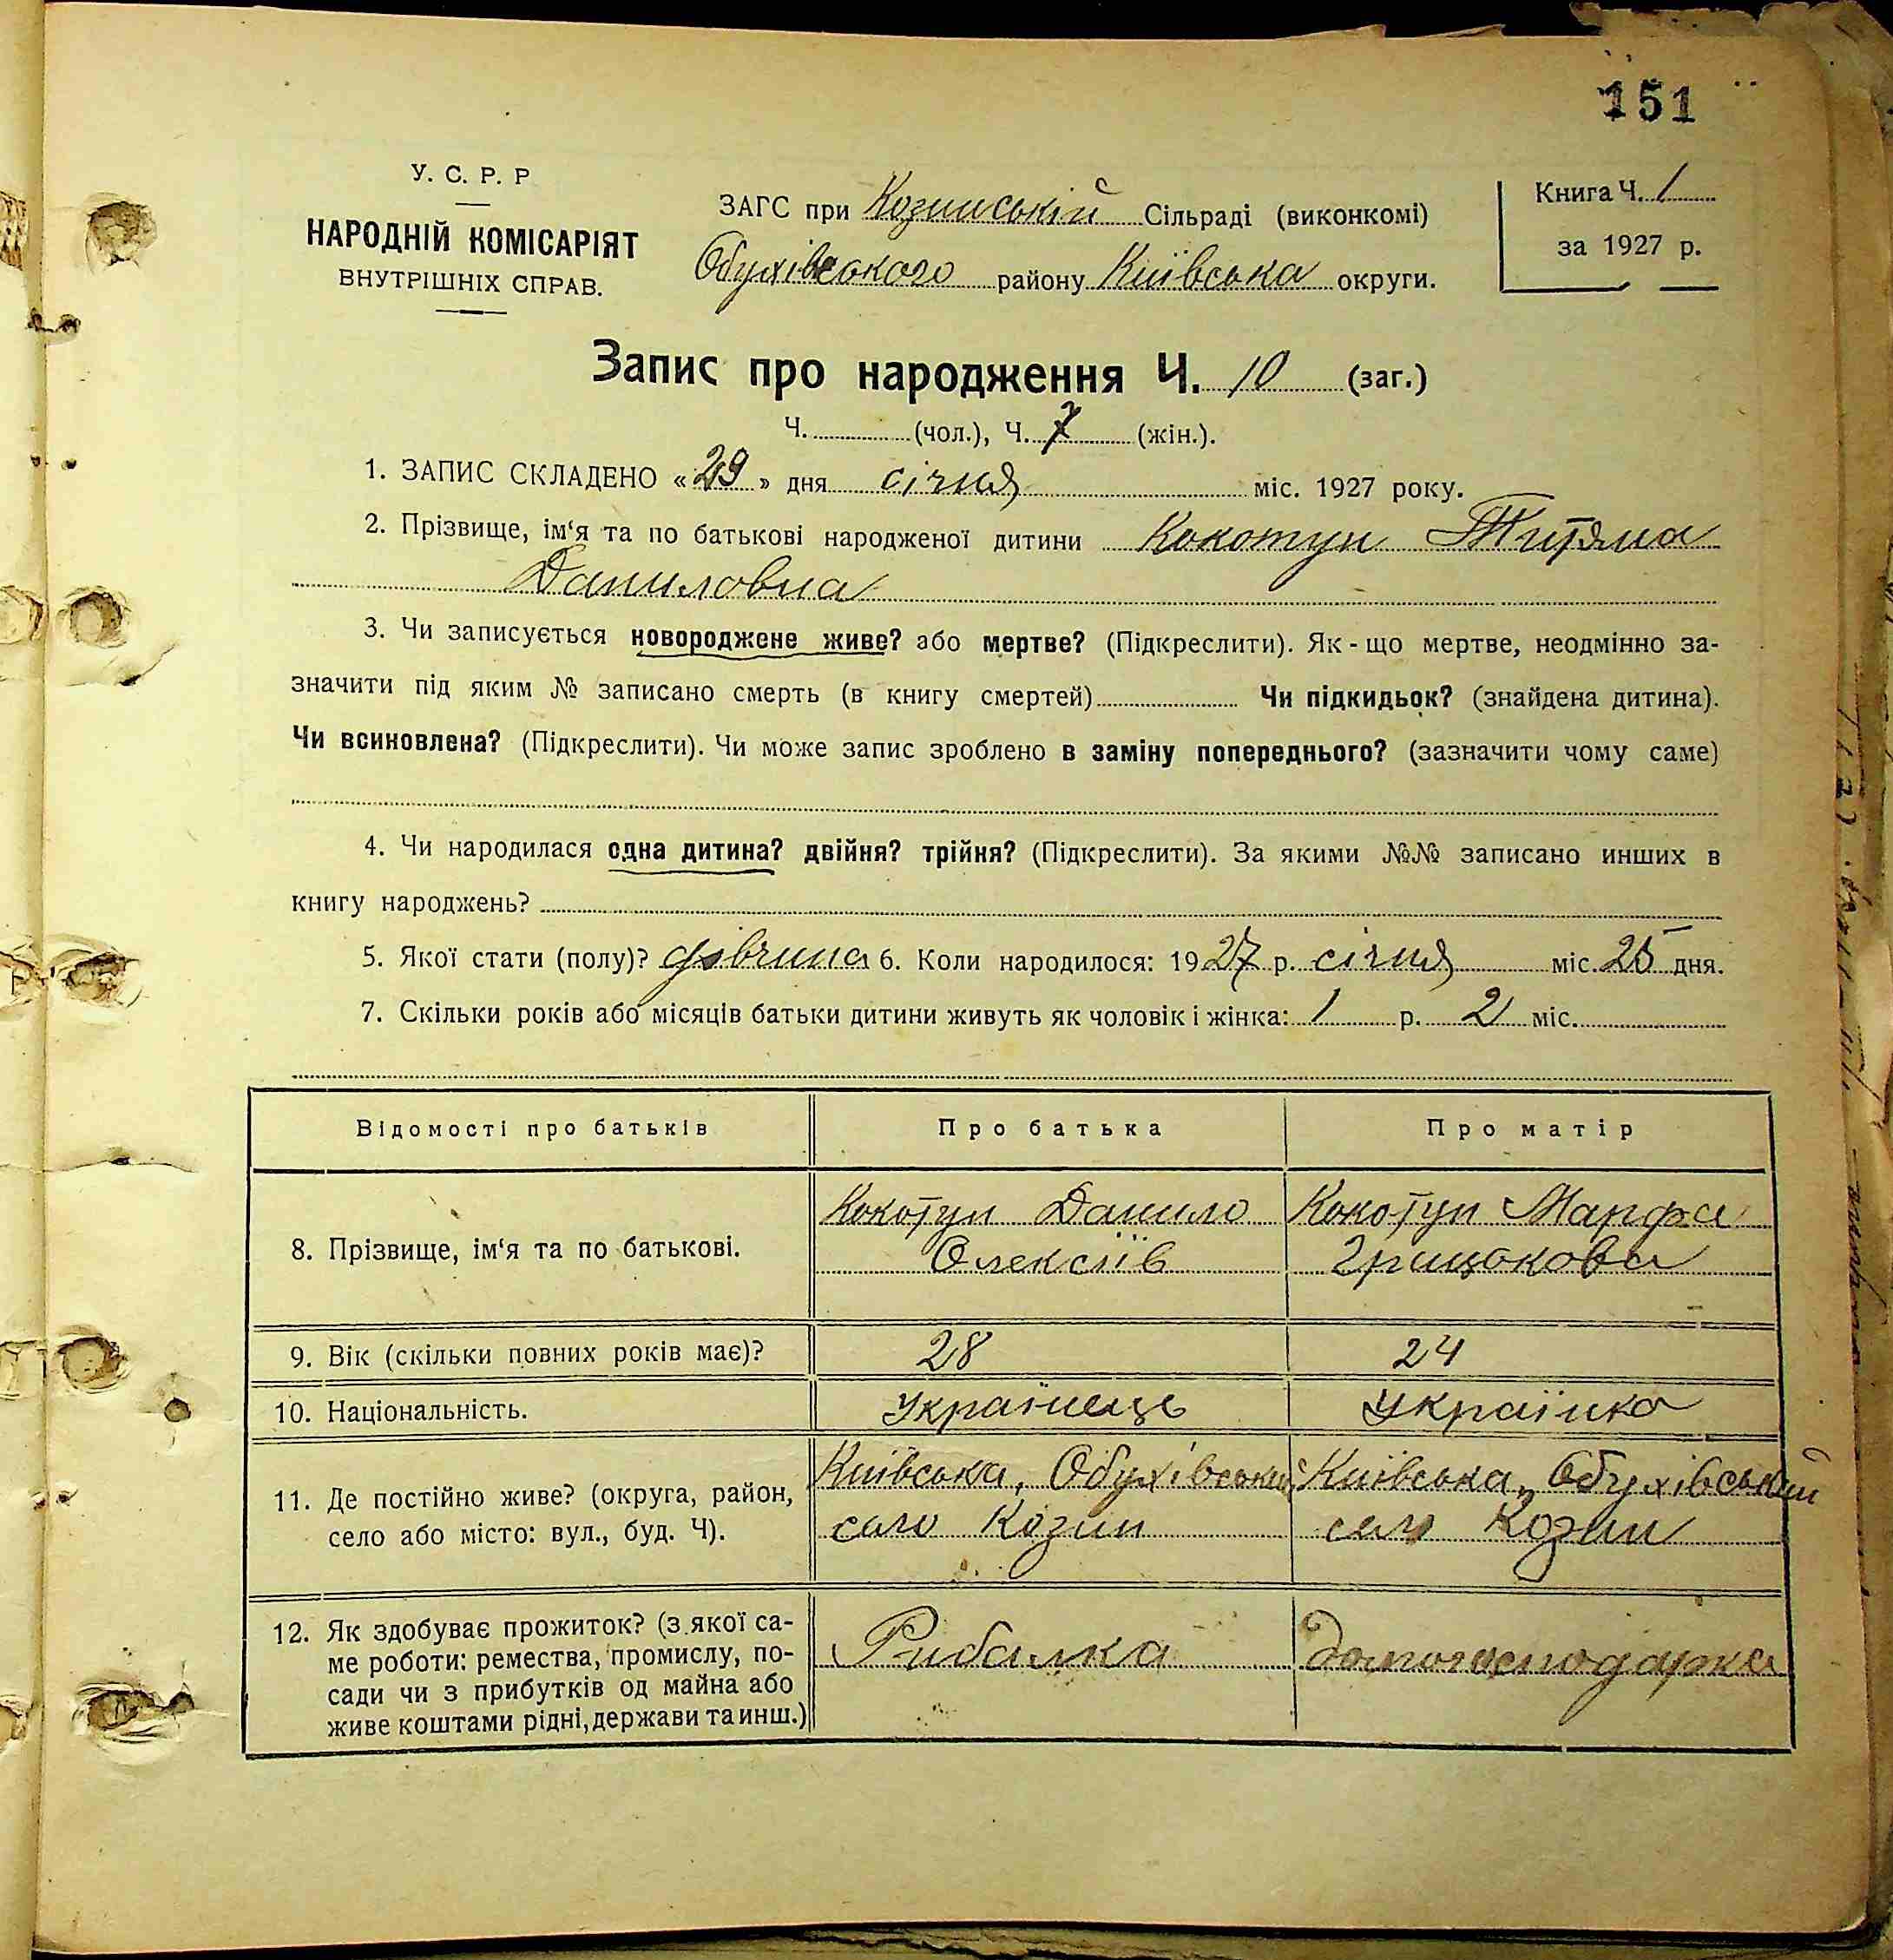 151
У. С. Р. Р
НАРОДНІЙ КОМІСАРІЯТ
ВНУТРІШНІХ СПРАВ.
ЗАГС при Козинській Сільраді (виконкомі)
Обухівського району Київська округи.
Книга Ч. 1
за 1927 р.
Запис про народження Ч. 10 (заг.)
Ч. (чол.), Ч. 7 (жін.).
1. ЗАПИС СКЛАДЕНО «29» дня січня міс. 1927 року.
2. Прізвище, ім‘я та по батькові народженої дитини Кокотун
Даниловна
3. Чи записується новороджене живе? або мертве? (Підкреслити). Як-що мертве, неодмінно за-
значити під яким № записано смерть (в книгу смертей) Чи підкидьок? (знайдена дитина).
Чи всиновлена? (Підкреслити). Чи може запис зроблено в заміну попереднього? (зазначити чому саме)
4. Чи народилася одна дитина? двійня? трійня? (Підкреслити). За якими №№ записано инших в
книгу народжень?
5. Якої стати (полу)? дівчина 6. Коли народилося: 1927 р. січня міс. 25 дня.
7. Скільки років або місяців батьки дитини живуть як чоловік і жінка: 1 р. 2 міс.
Відомості про батьків Про батька Про матір
8. Прізвище, ім‘я та по батькові.
Кокотун Данило
Олексіїв
Кокотун Марфа
Грицькова
9. Вік (скільки повних років має)? 28 24
10. Національність. Українець Українка
11. Де постійно живе? (округа, район,
село або місто: вул., буд. Ч).
Київська, Обухівський
село Козин
Київська, Обухівський
село Козин
12. Як здобуває прожиток? (з якої са-
ме роботи: ремества, промислу, по-
сади чи з прибутків од майна або
живе коштами рідні, держави та инш.)
Рибалка
Домогосподарка